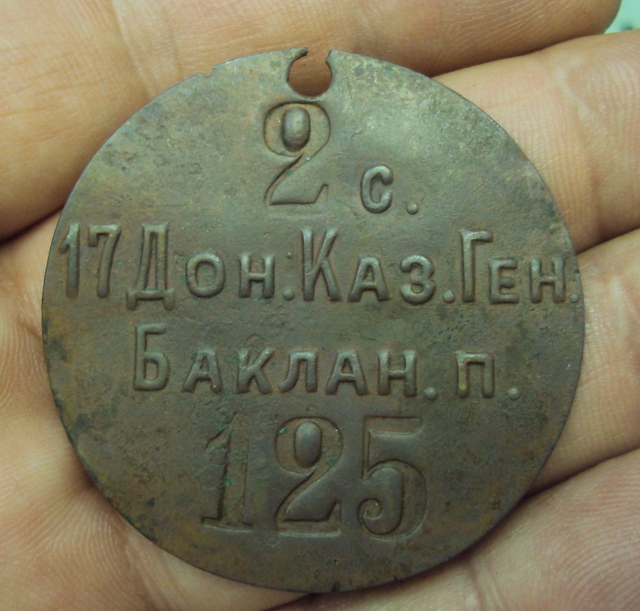 2 с.
17 Дон. Каз. Ген.
Баклан. п.
125